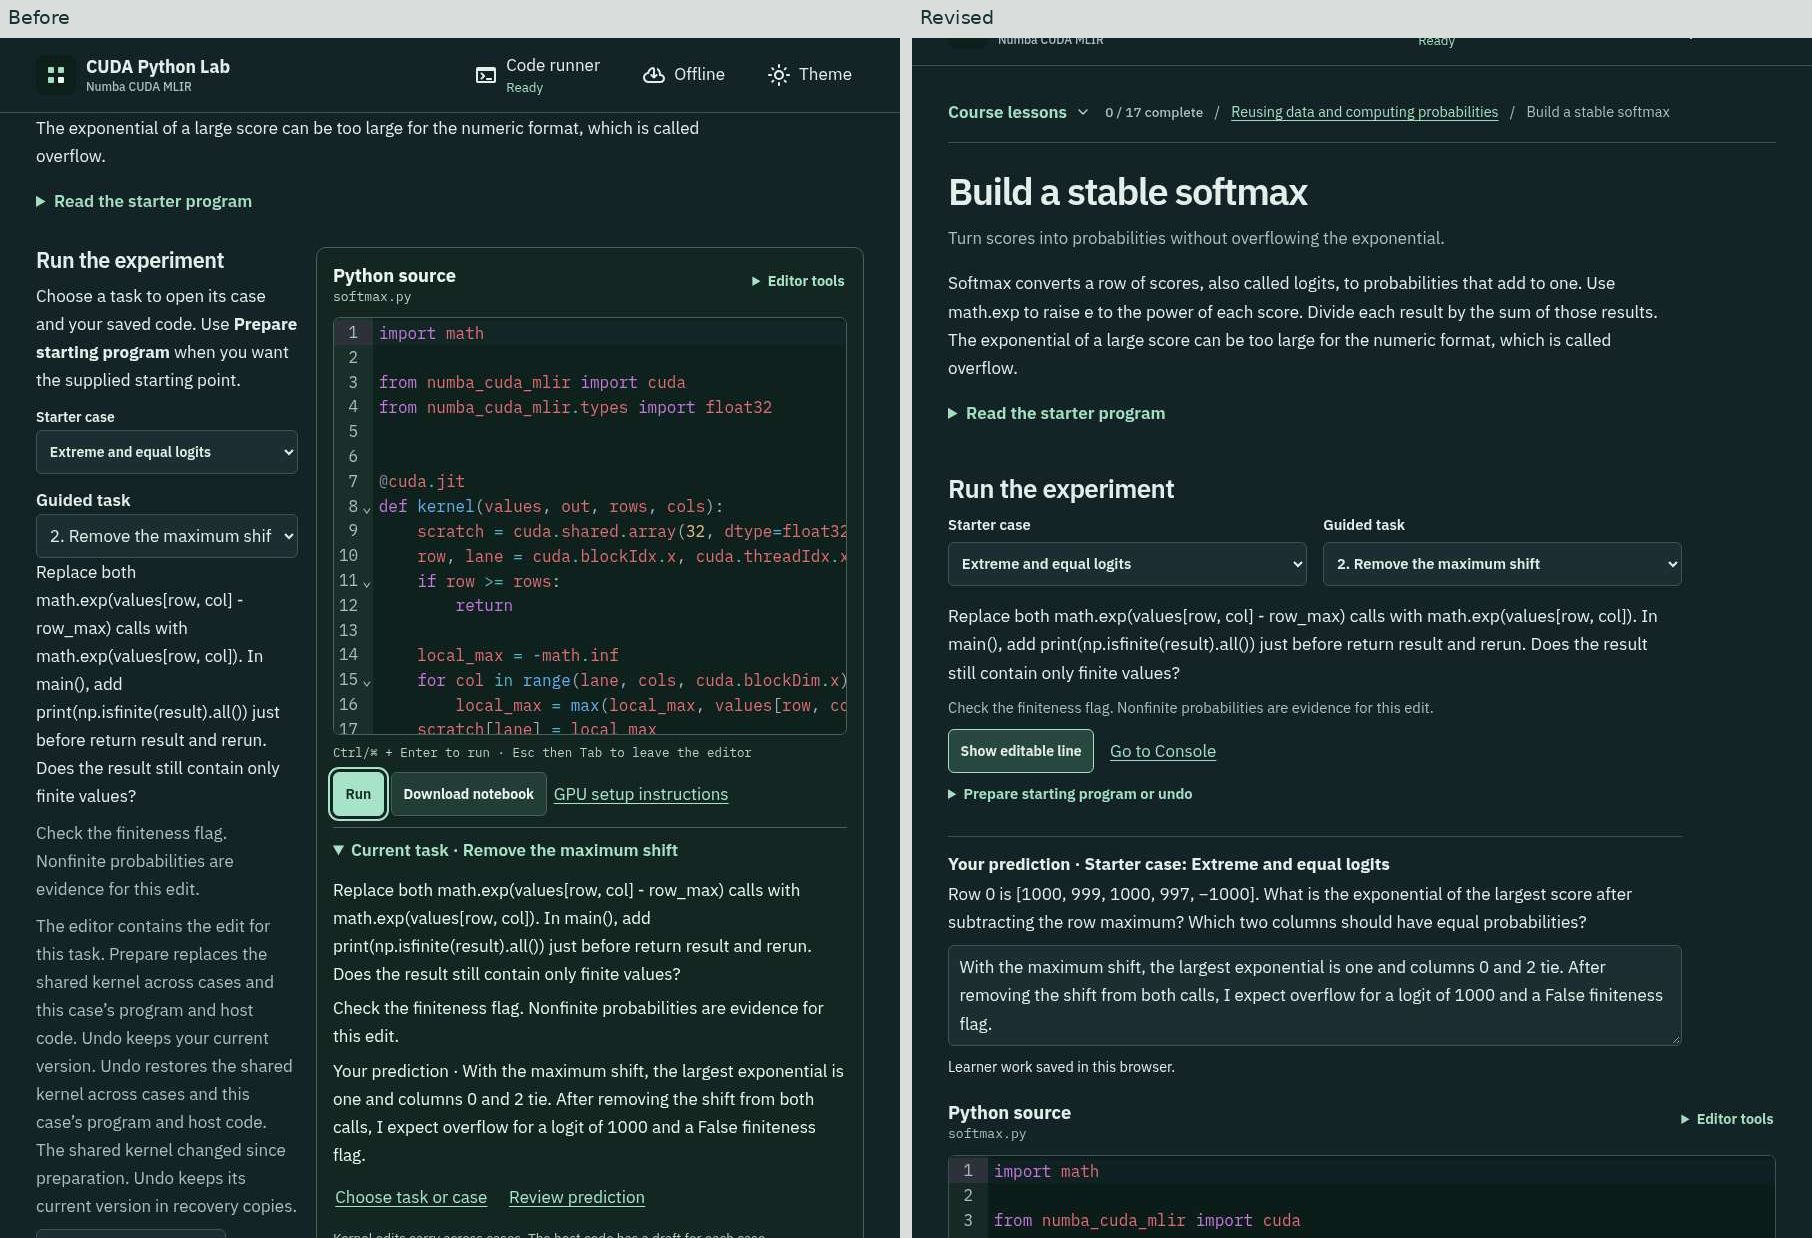 Before
CUDA Python Lab
Numba CUDA MLIR
Code runner
Ready
Offline
Theme
The exponential of a large score can be too large for the numeric format, which is called
overflow.
Read the starter program
Run the experiment
Choose a task to open its case
and your saved code. Use Prepare
starting program when you want
the supplied starting point.
Starter case
Extreme and equal logits
Guided task
2. Remove the maximum shif
Replace both
math.exp(values[row, col] -
row_max) calls with
math.exp(values[row, col]). In
main(), add
print(np.isfinite(result).all()) just
before return result and rerun.
Does the result still contain only
finite values?
Check the finiteness flag.
Nonfinite probabilities are
evidence for this edit.
The editor contains the edit for
this task. Prepare replaces the
shared kernel across cases and
this case's program and host
code. Undo keeps your current
version. Undo restores the shared
kernel across cases and this
case's program and host code.
The shared kernel changed since
preparation. Undo keeps its
current version in recovery copies.
Python source
softmax.py
Editor tools
1 import math
2
3 from numba_cuda_mlir import cuda
4 from numba_cuda_mlir.types import float32
5
6
7 @cuda.jit
8 def kernel(values, out, rows, cols):
9 scratch = cuda.shared.array(32, dtype=float32
10 row, lane = cuda.blockIdx.x, cuda.threadIdx.x
11 if row >= rows:
12 return
13
14 local_max = -math.inf
15 for col in range(lane, cols, cuda.blockDim.x)
16 local_max = max(local_max, values[row, co
17 scratch[lane] = local_max
Ctrl/⌘ + Enter to run · Esc then Tab to leave the editor
Run
Download notebook
GPU setup instructions
Current task · Remove the maximum shift
Replace both math.exp(values[row, col] - row_max) calls with
math.exp(values[row, col]). In main(), add
print(np.isfinite(result).all()) just before return result and rerun.
Does the result still contain only finite values?
Check the finiteness flag. Nonfinite probabilities are evidence for
this edit.
Your prediction · With the maximum shift, the largest exponential is
one and columns 0 and 2 tie. After removing the shift from both
calls, I expect overflow for a logit of 1000 and a False finiteness
flag.
Choose task or case
Review prediction
Kernel edits carry across cases. The host code has a draft for each case.
Revised
Numba CUDA MLIR
Ready
Course lessons
0 / 17 complete / Reusing data and computing probabilities / Build a stable softmax
Build a stable softmax
Turn scores into probabilities without overflowing the exponential.
Softmax converts a row of scores, also called logits, to probabilities that add to one. Use
math.exp to raise e to the power of each score. Divide each result by the sum of those results.
The exponential of a large score can be too large for the numeric format, which is called
overflow.
Read the starter program
Run the experiment
Starter case
Extreme and equal logits
Guided task
2. Remove the maximum shift
Replace both math.exp(values[row, col] - row_max) calls with math.exp(values[row, col]). In
main(), add print(np.isfinite(result).all()) just before return result and rerun. Does the result
still contain only finite values?
Check the finiteness flag. Nonfinite probabilities are evidence for this edit.
Show editable line
Go to Console
Prepare starting program or undo
Your prediction · Starter case: Extreme and equal logits
Row 0 is [1000, 999, 1000, 997, −1000]. What is the exponential of the largest score after
subtracting the row maximum? Which two columns should have equal probabilities?
With the maximum shift, the largest exponential is one and columns 0 and 2 tie. After
removing the shift from both calls, I expect overflow for a logit of 1000 and a False finiteness
flag.
Learner work saved in this browser.
Python source
softmax.py
Editor tools
1 import math
2
3 from numba_cuda_mlir import cuda